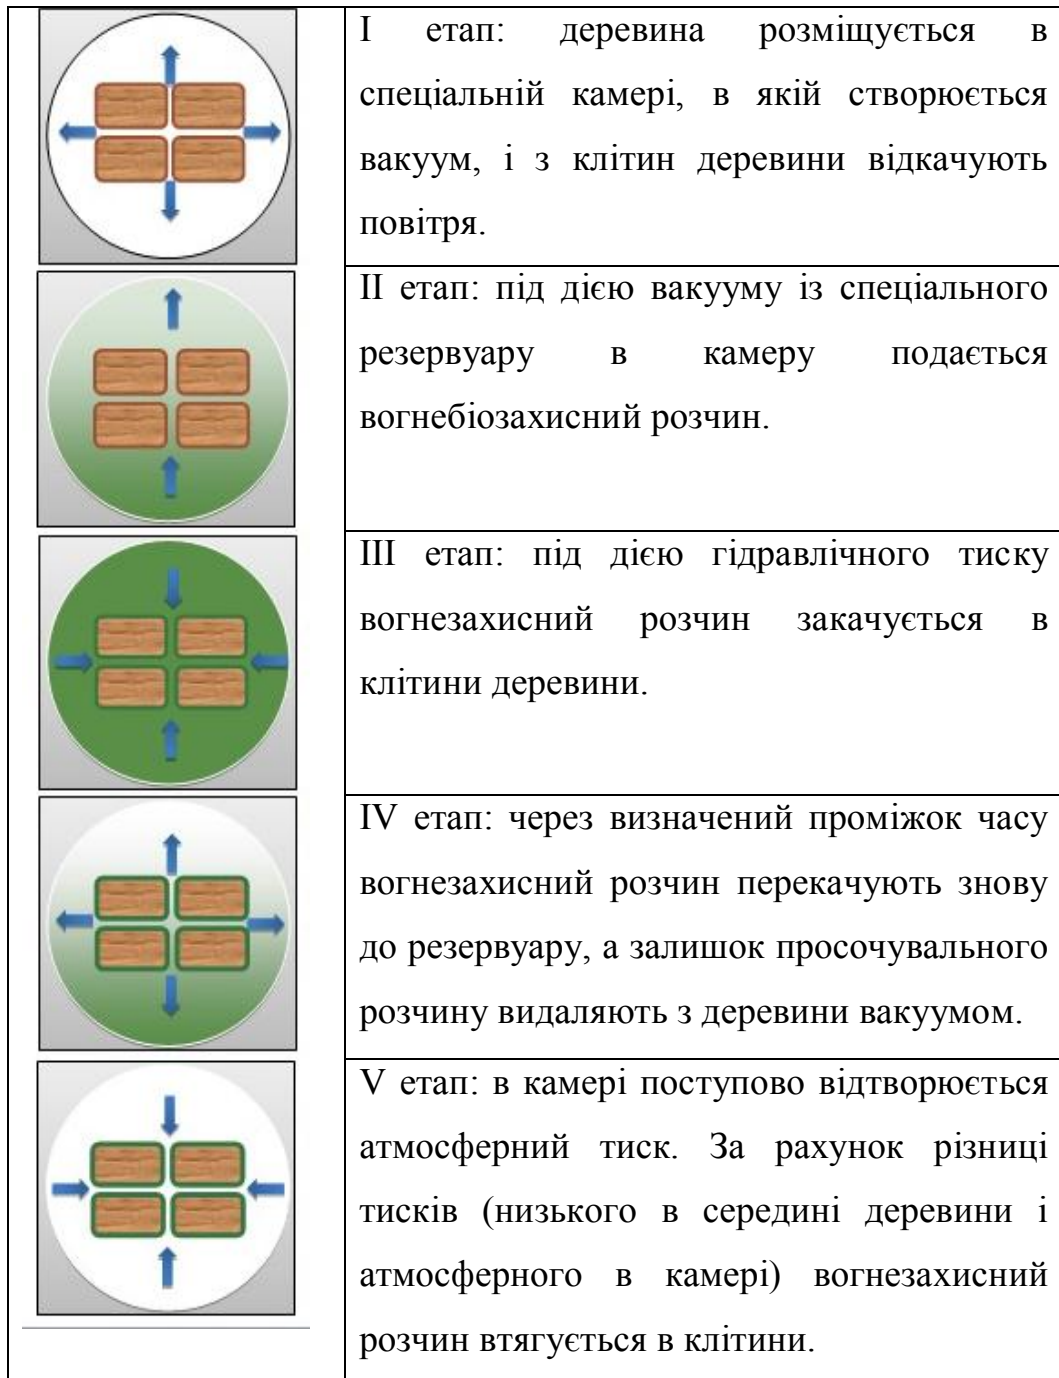 І етап: деревина розміщується в
спеціальній камері, в якій створюється
вакуум, і з клітин деревини відкачують
повітря.
ІІ етап: під дією вакууму із спеціального
резервуару в камеру подається
вогнебіозахисний розчин.
ІІІ етап: під дією гідравлічного тиску
вогнезахисний розчин закачується в
клітини деревини.
IV етап: через визначений проміжок часу
вогнезахисний розчин перекачують знову
до резервуару, а залишок просочувального
розчину видаляють з деревини вакуумом.
V етап: в камері поступово відтворюється
атмосферний тиск. За рахунок різниці
тисків (низького в середині деревини і
атмосферного в камері) вогнезахисний
розчин втягується в клітини.